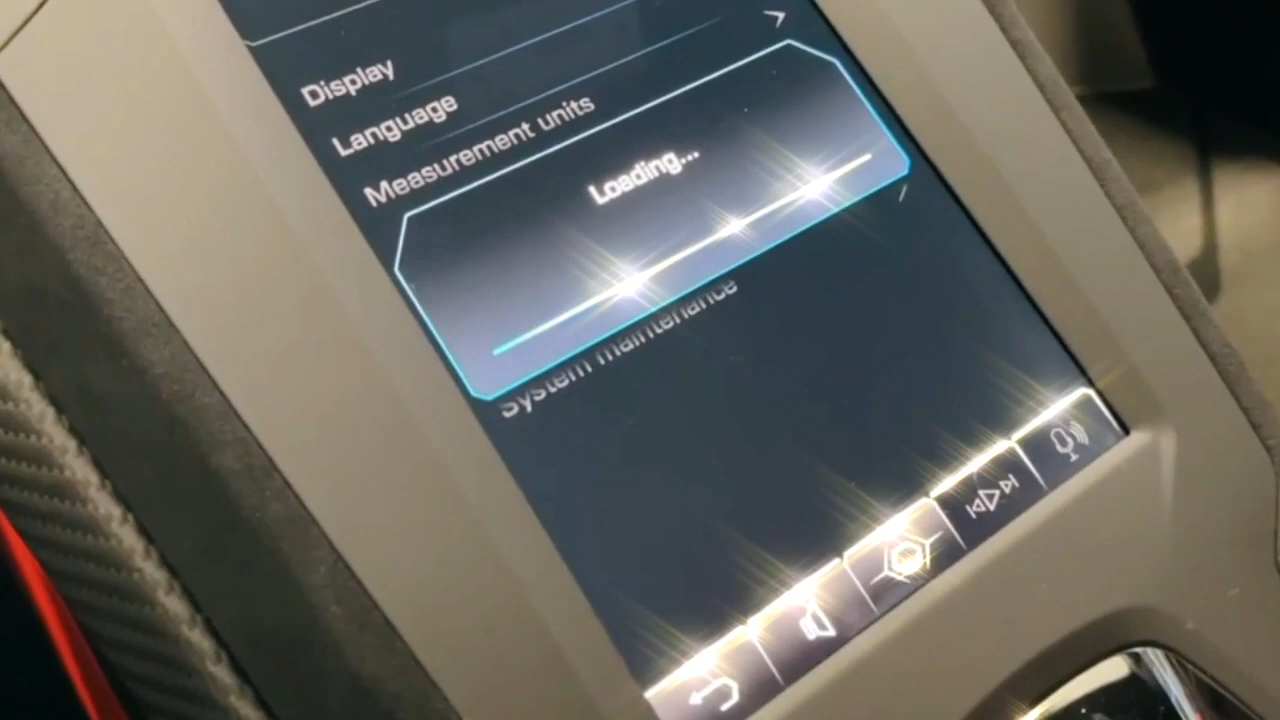 Display
Language
Measurement units
Loading...
System maintenance